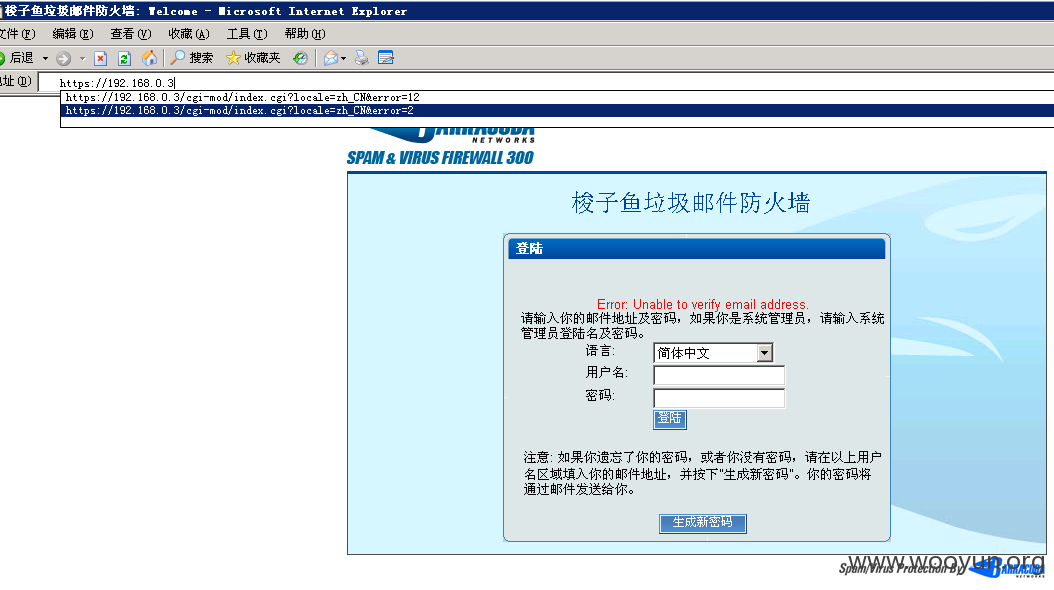 梭子鱼垃圾邮件防火墙: Welcome - Microsoft Internet Explorer
文件(F) 编辑(E) 查看(V) 收藏(A) 工具(T) 帮助(H)
后退 搜索 收藏夹
址(D) https://192.168.0.3
https://192.168.0.3/cgi-mod/index.cgi?locale=zh_CN&error=12
https://192.168.0.3/cgi-mod/index.cgi?locale=zh_CN&error=2
BARRACUDA
NETWORKS
SPAM & VIRUS FIREWALL 300
梭子鱼垃圾邮件防火墙
登陆
Error: Unable to verify email address.
请输入你的邮件地址及密码，如果你是系统管理员，请输入系统
管理员登陆名及密码。
语言: 简体中文
用户名:
密码:
登陆
注意: 如果你遗忘了你的密码，或者你没有密码，请在以上用户
名区域填入你的邮件地址，并按下"生成新密码"。你的密码将
通过邮件发送给你。
生成新密码
www.wooyun.org
Spam/Virus Protection By BARRACUDA
NETWORKS